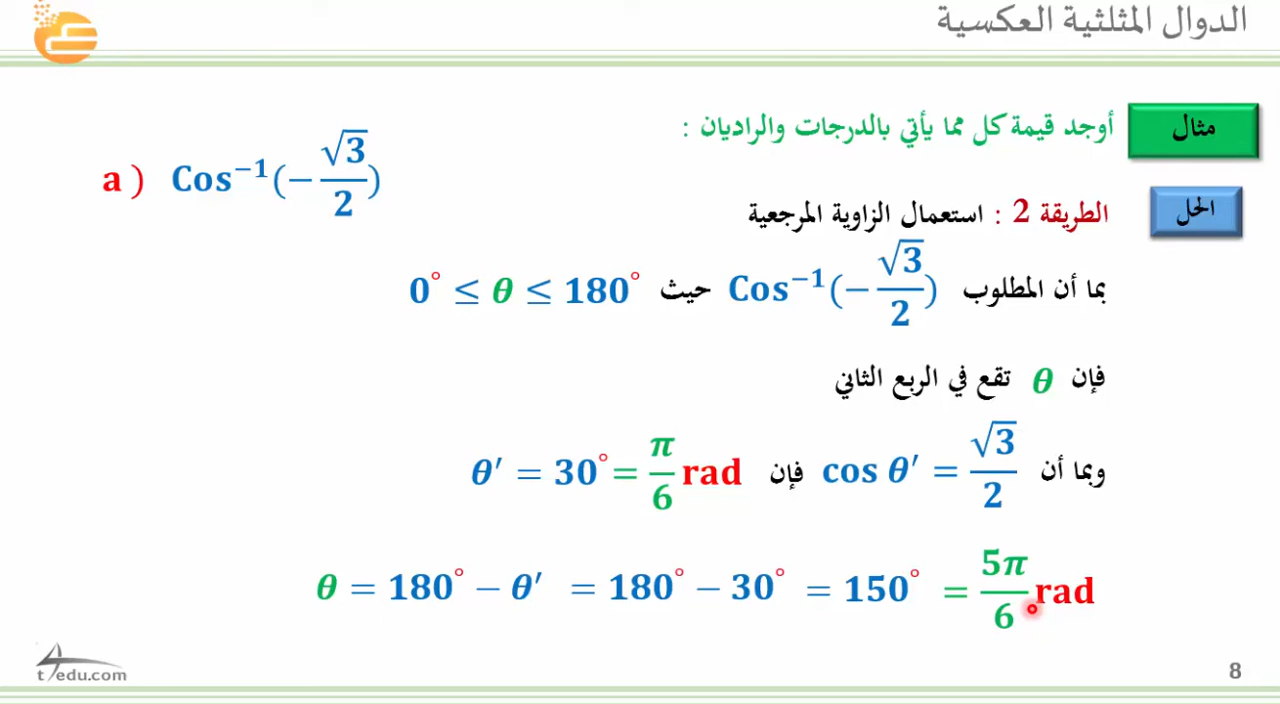 الدوال المثلثية العكسية
مثال
أوجد قيمة كل مما يأتي بالدرجات والراديان :
a ) Cos⁻¹(−√3/2)
الحل
الطريقة 2 : استعمال الزاوية المرجعية
بما أن المطلوب Cos⁻¹(−√3/2) حيث 0° ≤ θ ≤ 180°
فإن θ تقع في الربع الثاني
وبما أن cos θ′ = √3/2 فإن θ′ = 30° = π/6 rad
θ = 180° − θ′ = 180° − 30° = 150° = 5π/6 rad
t4edu.com
8